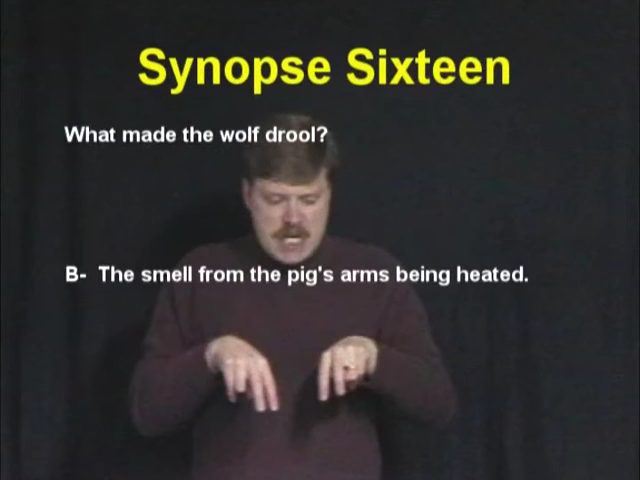 Synopse Sixteen
What made the wolf drool?
B- The smell from the pig's arms being heated.